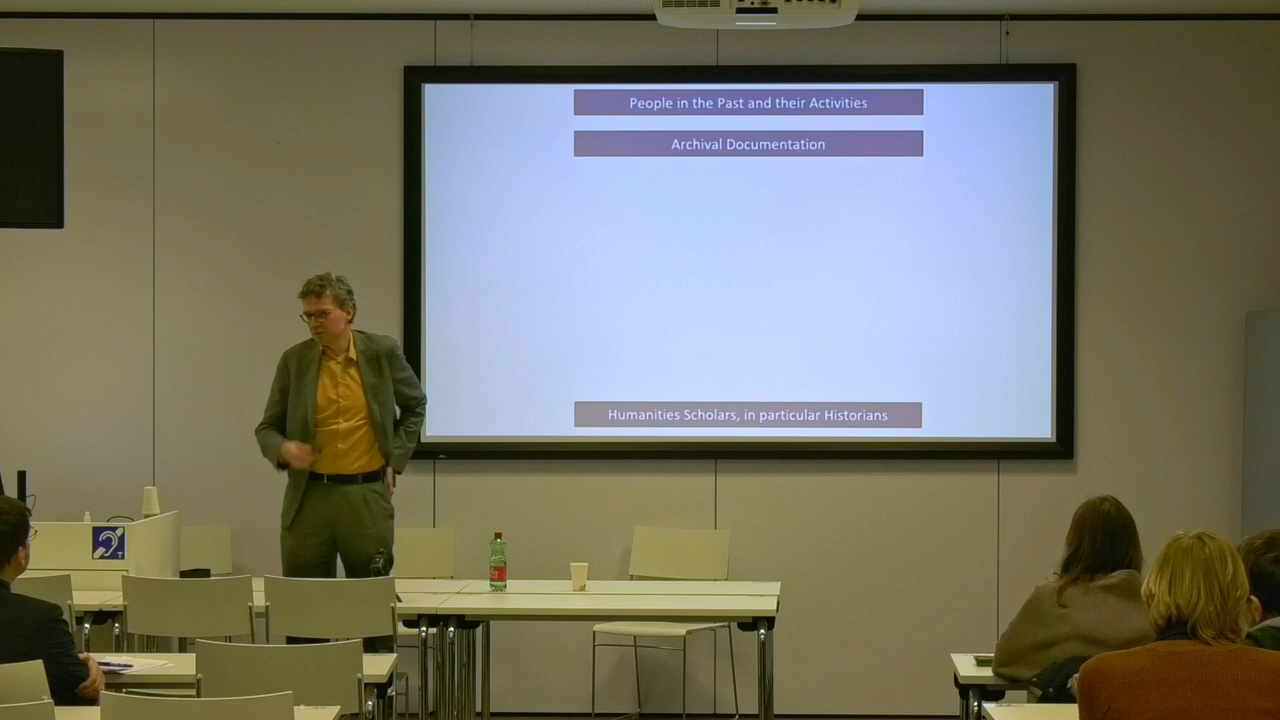 People in the Past and their Activities
Archival Documentation
Humanities Scholars, in particular Historians
T